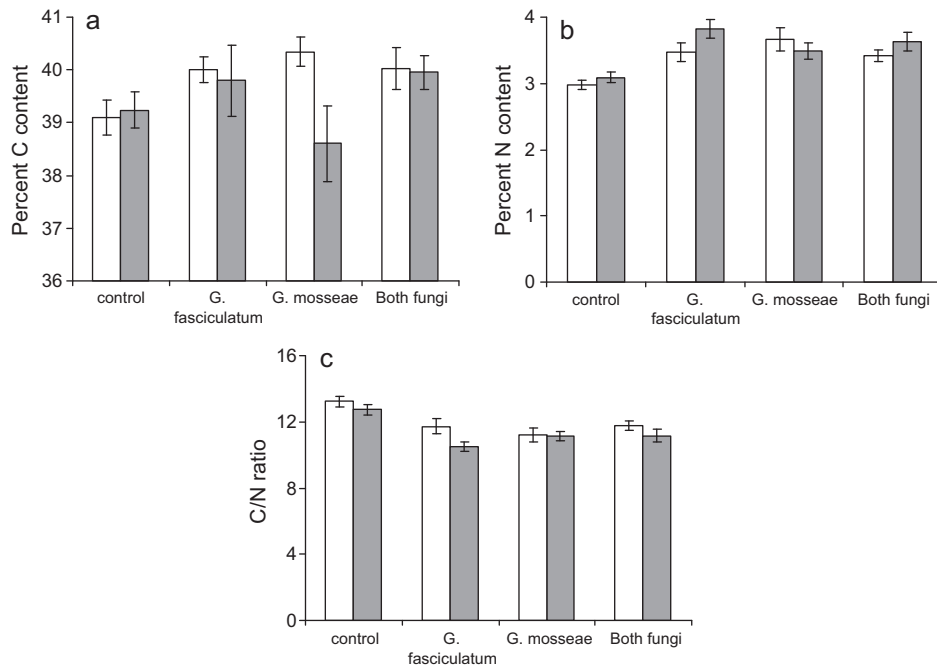 a
41
40
39
38
37
36
Percent C content
control
G.
fasciculatum
G. mosseae
Both fungi
b
4
3
2
1
0
Percent N content
control
G.
fasciculatum
G. mosseae
Both fungi
c
16
12
8
4
0
C/N ratio
control
G.
fasciculatum
G. mosseae
Both fungi